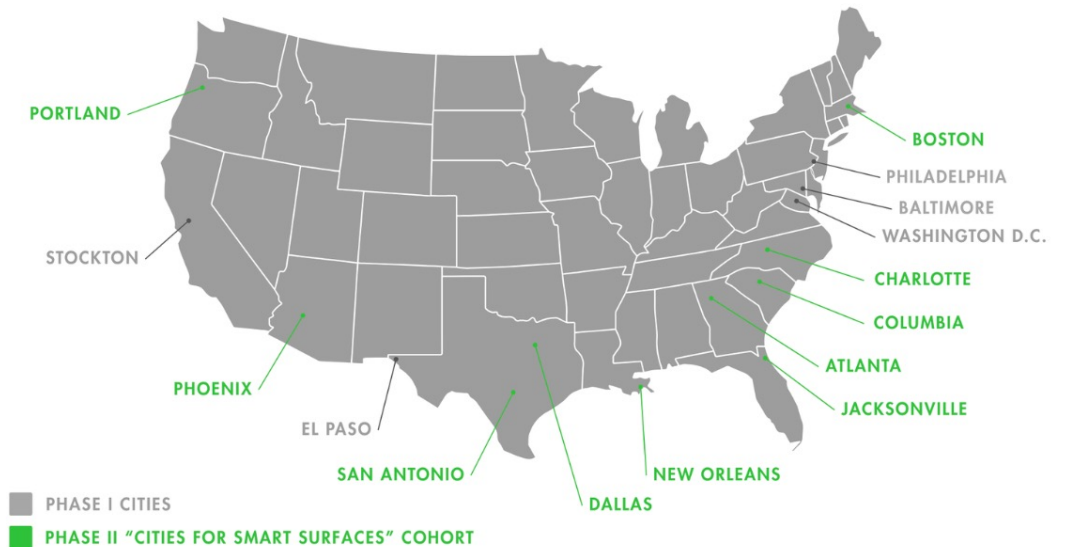 PORTLAND
BOSTON
PHILADELPHIA
BALTIMORE
WASHINGTON D.C.
STOCKTON
CHARLOTTE
COLUMBIA
ATLANTA
PHOENIX
JACKSONVILLE
EL PASO
SAN ANTONIO
NEW ORLEANS
DALLAS
PHASE I CITIES
PHASE II “CITIES FOR SMART SURFACES” COHORT